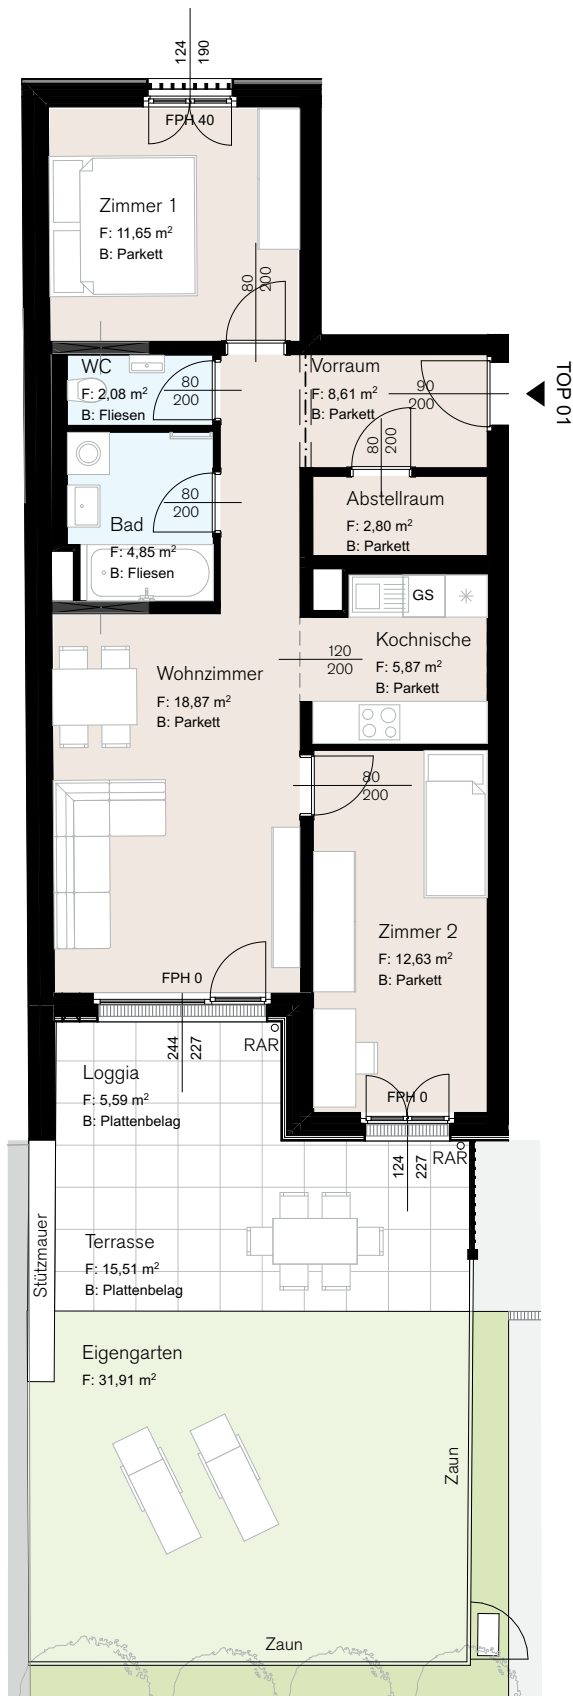 124
190
FPH 40
Zimmer 1
F: 11,65 m²
B: Parkett
80
200
WC
F: 2,08 m²
B: Fliesen
80
200
Vorraum
F: 8,61 m²
B: Parkett
90
200
TOP 01
80
200
Abstellraum
F: 2,80 m²
B: Parkett
80
200
Bad
F: 4,85 m²
B: Fliesen
GS
Kochnische
F: 5,87 m²
B: Parkett
120
200
Wohnzimmer
F: 18,87 m²
B: Parkett
80
200
Zimmer 2
F: 12,63 m²
B: Parkett
FPH 0
244
227
RAR
Loggia
F: 5,59 m²
B: Plattenbelag
FPH 0
124
227
RAR
Stützmauer
Terrasse
F: 15,51 m²
B: Plattenbelag
Eigengarten
F: 31,91 m²
Zaun
Zaun